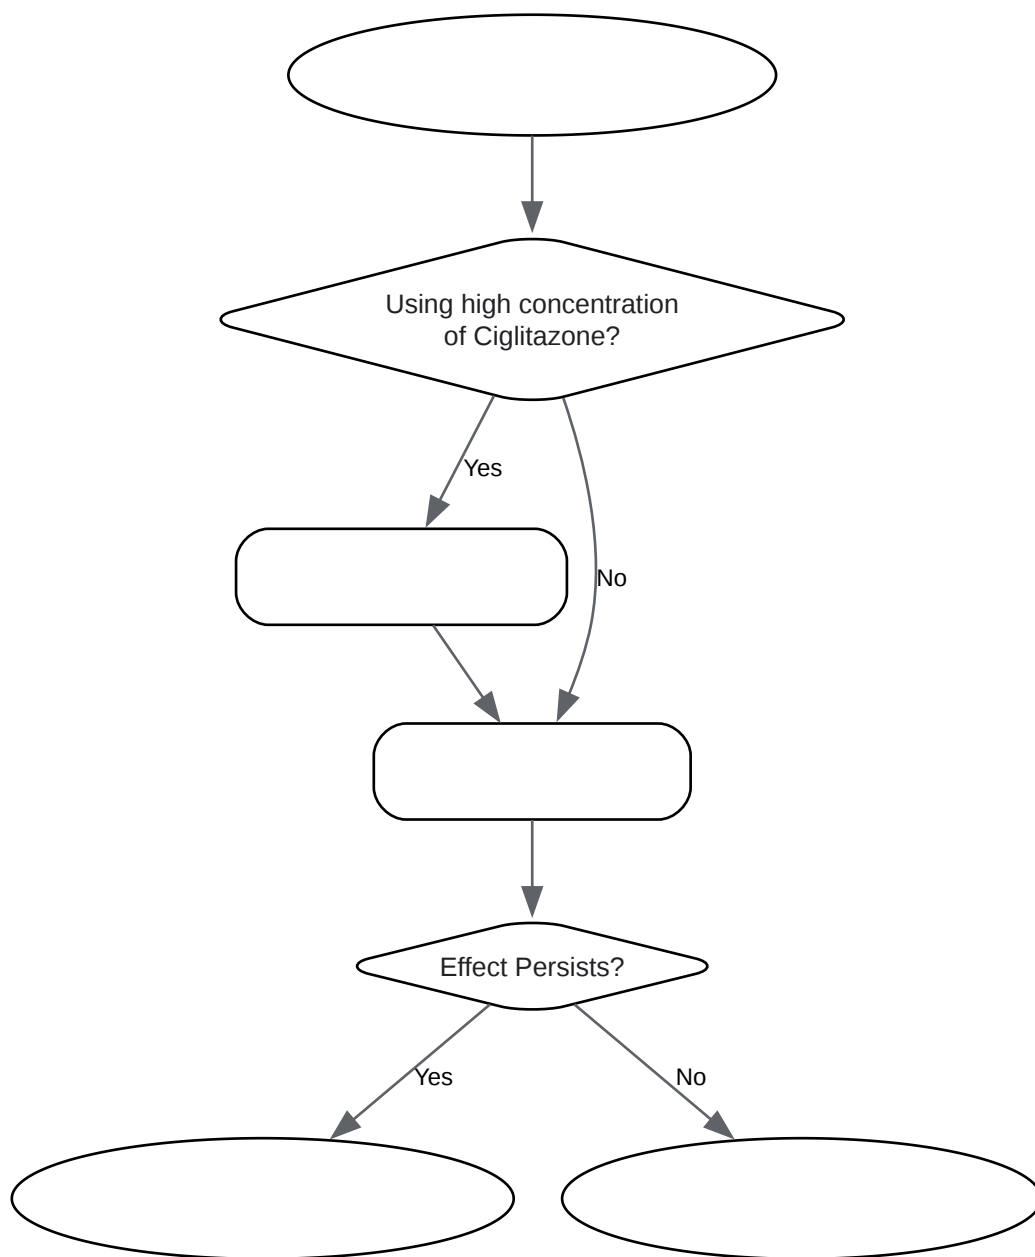 Using high concentration
of Ciglitazone?
Yes
No
Effect Persists?
Yes
No